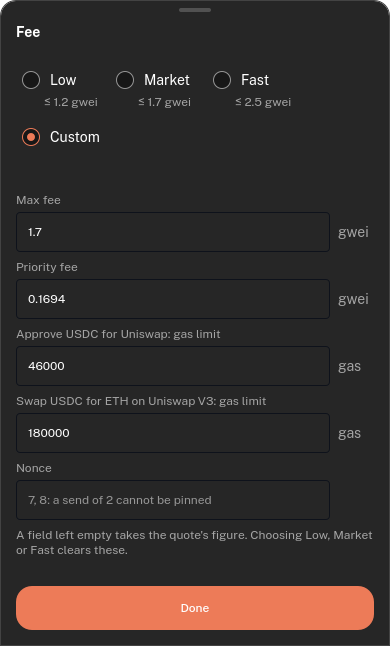 Fee
Low Market Fast
≤ 1.2 gwei ≤ 1.7 gwei ≤ 2.5 gwei
Custom
Max fee
1.7 gwei
Priority fee
0.1694 gwei
Approve USDC for Uniswap: gas limit
46000 gas
Swap USDC for ETH on Uniswap V3: gas limit
180000 gas
Nonce
7, 8: a send of 2 cannot be pinned
A field left empty takes the quote's figure. Choosing Low, Market
or Fast clears these.
Done